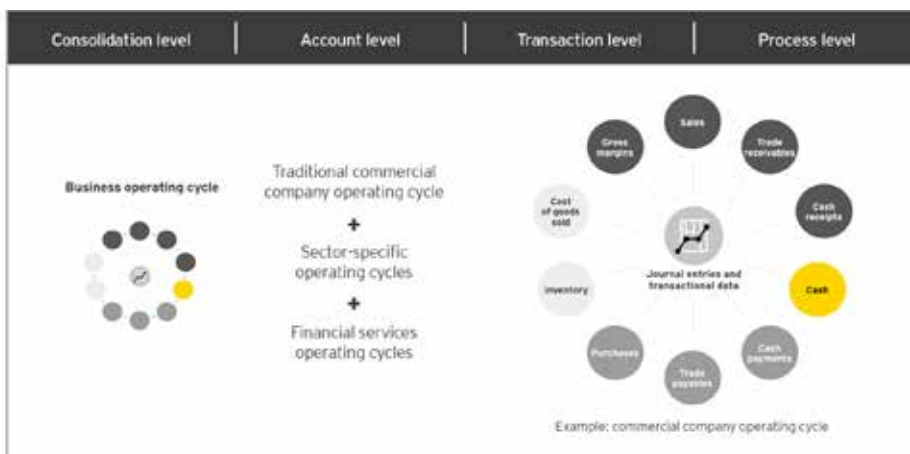 Consolidation level
Account level
Transaction level
Process level
Business operating cycle
Traditional commercial
company operating cycle
+
Sector-specific
operating cycles
+
Financial services
operating cycles
Sales
Trade
receivables
Cash
receipts
Cash
Cash
payments
Trade
payables
Purchases
Inventory
Cost
of goods
sold
Gross
margins
Journal entries and
transactional data
Example: commercial company operating cycle